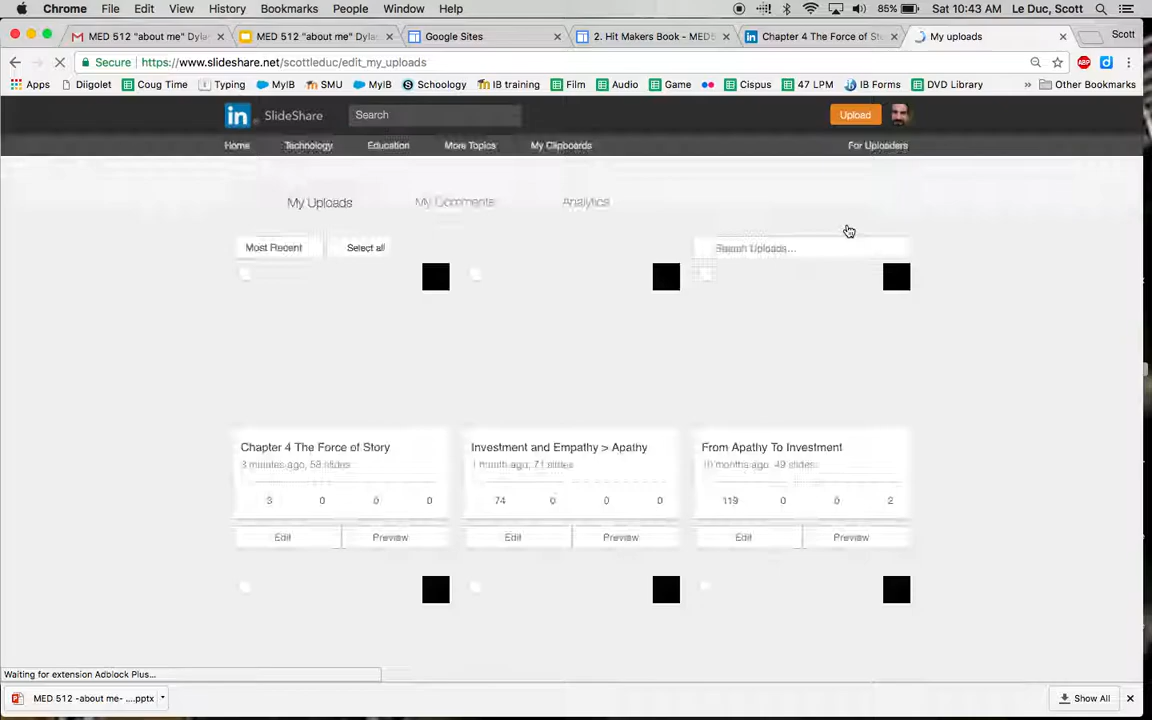 Chrome File Edit View History Bookmarks People Window Help 85% Sat 10:43 AM Le Duc, Scott
MED 512 "about me" Dyla MED 512 "about me" Dyla Google Sites 2. Hit Makers Book - MED5 Chapter 4 The Force of St My uploads Scott
Secure https://www.slideshare.net/scottleduc/edit_my_uploads ABP
Apps Diigolet Coug Time Typing MyIB SMU MyIB Schoology IB training Film Audio Game Cispus 47 LPM IB Forms DVD Library » Other Bookmarks
in SlideShare Search Upload
Home Technology Education More Topics My Clipboards For Uploaders
My Uploads My Comments Analytics
Most Recent Select all Search Uploads...
Chapter 4 The Force of Story Investment and Empathy > Apathy From Apathy To Investment
3 minutes ago, 58 slides 1 month ago, 71 slides 10 months ago, 49 slides
3 0 0 0 74 0 0 0 119 0 0 2
Edit Preview Edit Preview Edit Preview
Waiting for extension Adblock Plus...
MED 512 -about me- ....pptx Show All